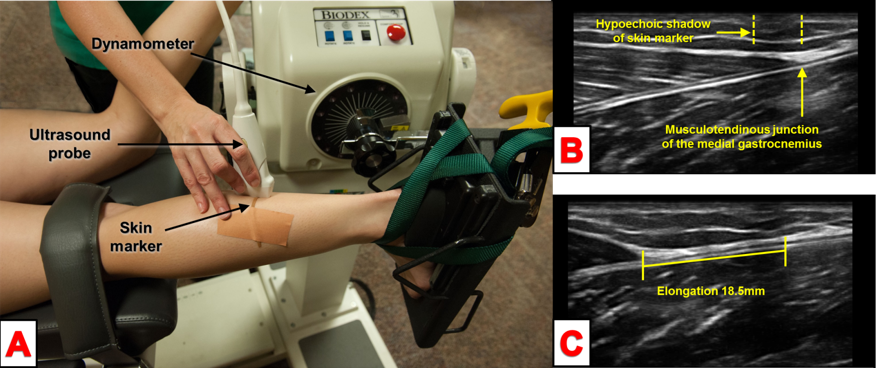 Dynamometer
BIODEX
Ultrasound
probe
Skin
marker
A
Hypoechoic shadow
of skin marker
Musculotendinous junction
of the medial gastrocnemius
B
Elongation 18.5mm
C